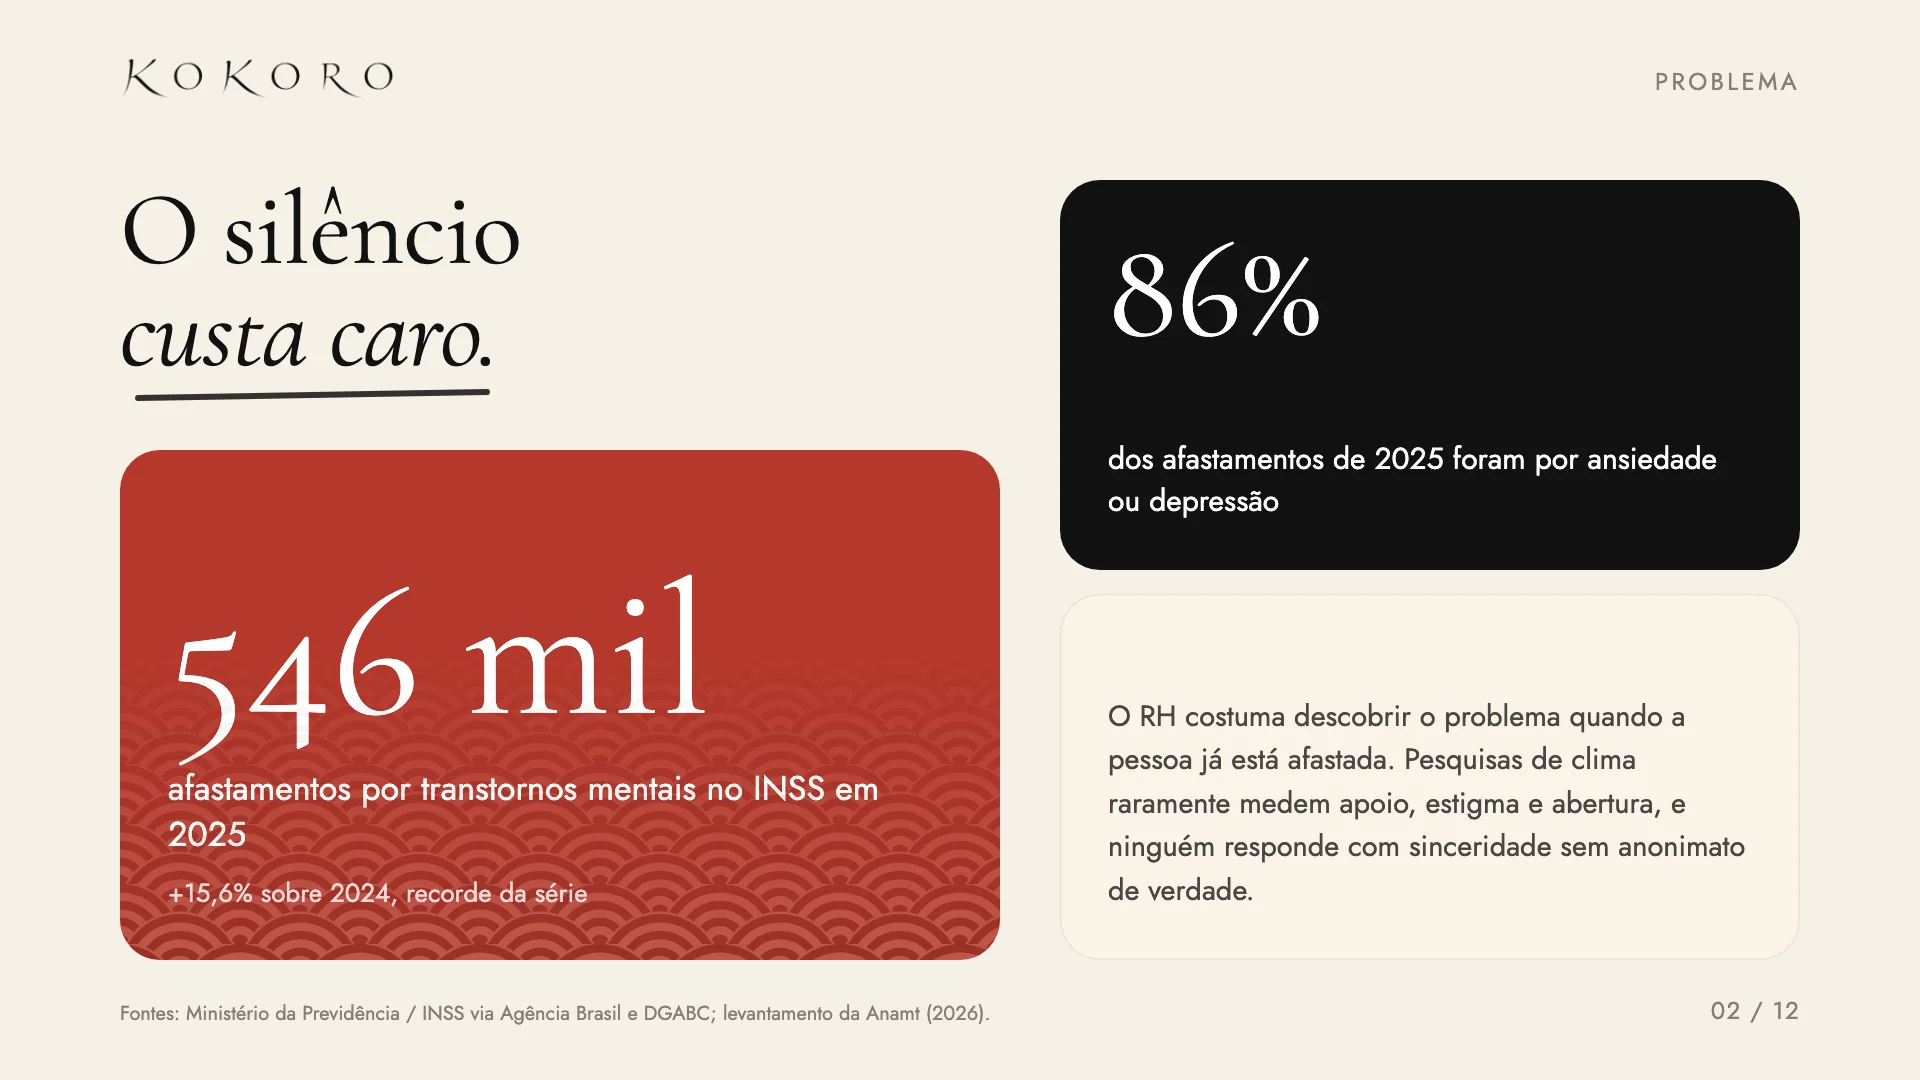 KOKORO
PROBLEMA
O silêncio
custa caro.
546 mil
afastamentos por transtornos mentais no INSS em
2025
+15,6% sobre 2024, recorde da série
86%
dos afastamentos de 2025 foram por ansiedade
ou depressão
O RH costuma descobrir o problema quando a
pessoa já está afastada. Pesquisas de clima
raramente medem apoio, estigma e abertura, e
ninguém responde com sinceridade sem anonimato
de verdade.
Fontes: Ministério da Previdência / INSS via Agência Brasil e DGABC; levantamento da Anamt (2026).
02 / 12